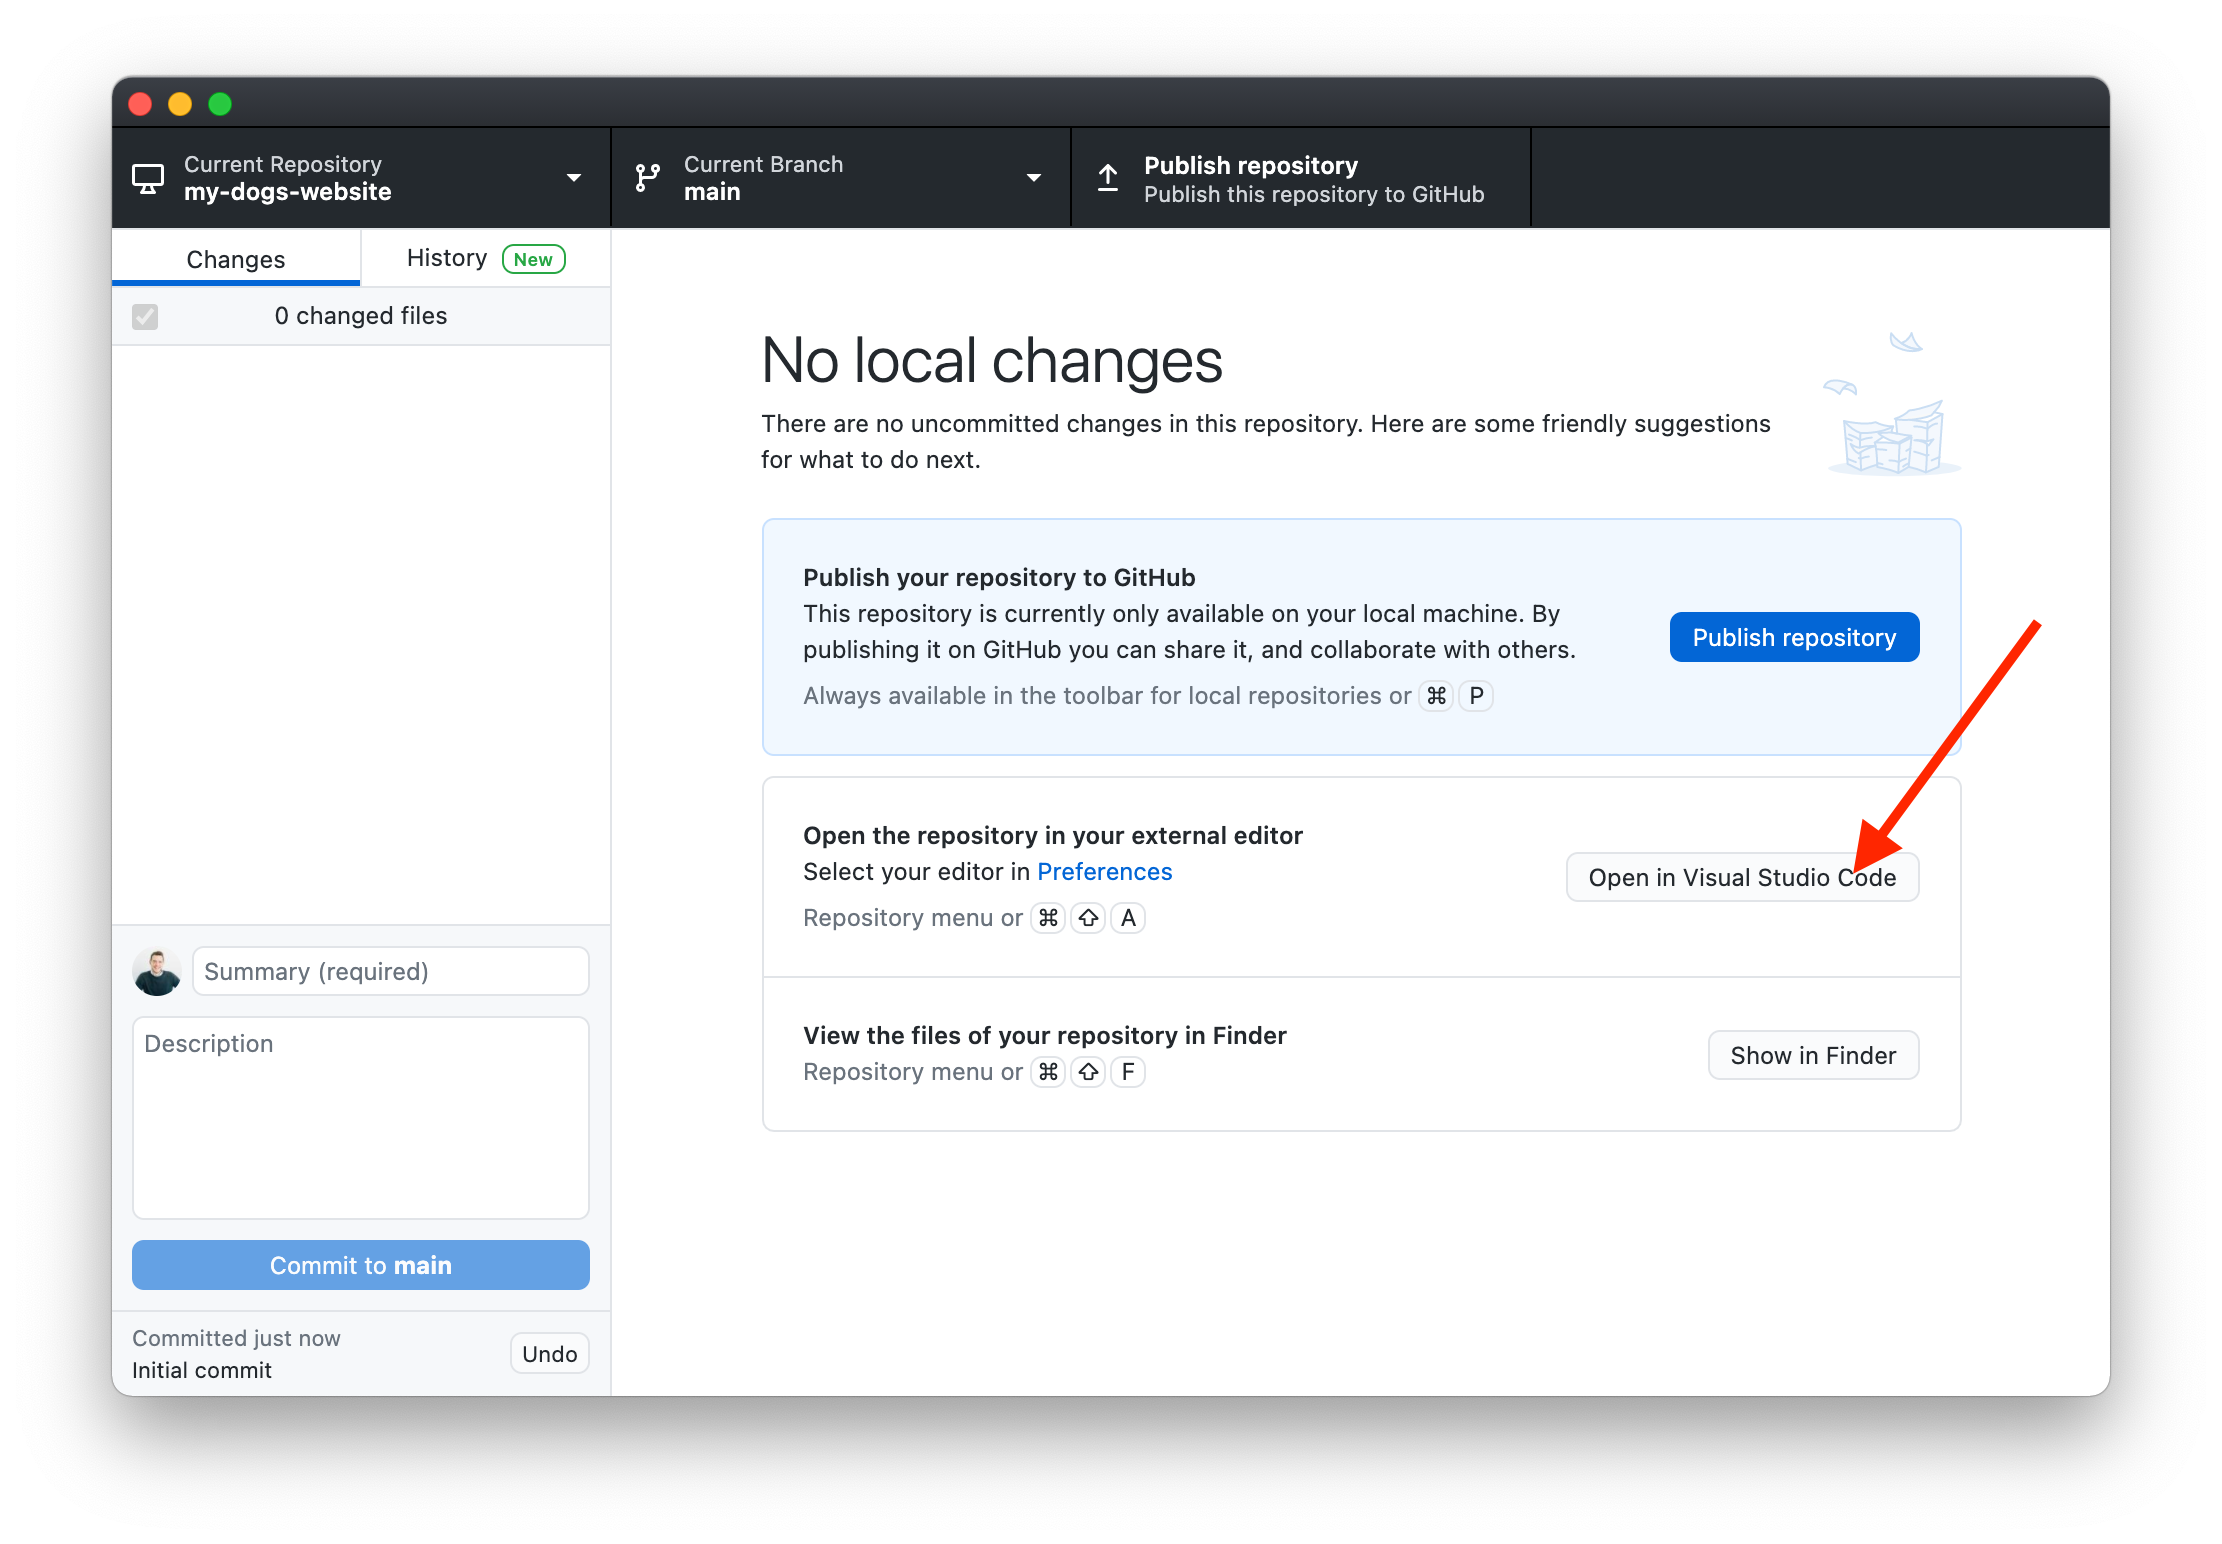 Current Repository
my-dogs-website
Current Branch
main
Publish repository
Publish this repository to GitHub
Changes
History New
0 changed files
No local changes
There are no uncommitted changes in this repository. Here are some friendly suggestions
for what to do next.
Publish your repository to GitHub
This repository is currently only available on your local machine. By
publishing it on GitHub you can share it, and collaborate with others.
Always available in the toolbar for local repositories or ⌘ P
Publish repository
Open the repository in your external editor
Select your editor in Preferences
Repository menu or ⌘ ⇧ A
Open in Visual Studio Code
View the files of your repository in Finder
Repository menu or ⌘ ⇧ F
Show in Finder
Summary (required)
Description
Commit to main
Committed just now
Initial commit
Undo